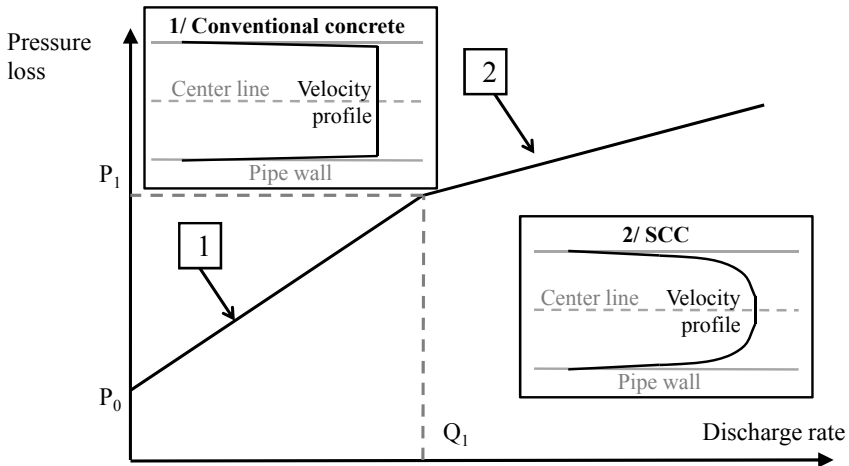 Pressure
loss
1/ Conventional concrete
Center line
Velocity
profile
Pipe wall
2
P1
1
2/ SCC
Center line
Velocity
profile
Pipe wall
P0
Q1
Discharge rate